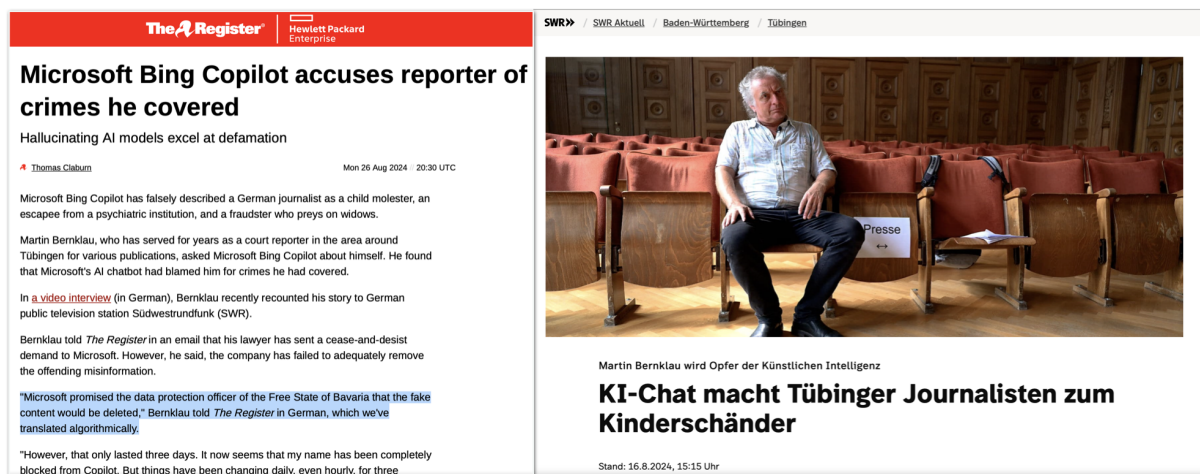 The Register®
Hewlett Packard
Enterprise
Microsoft Bing Copilot accuses reporter of
crimes he covered
Hallucinating AI models excel at defamation
Thomas Claburn
Mon 26 Aug 2024 20:30 UTC
Microsoft Bing Copilot has falsely described a German journalist as a child molester, an
escapee from a psychiatric institution, and a fraudster who preys on widows.
Martin Bernklau, who has served for years as a court reporter in the area around
Tübingen for various publications, asked Microsoft Bing Copilot about himself. He found
that Microsoft's AI chatbot had blamed him for crimes he had covered.
In a video interview (in German), Bernklau recently recounted his story to German
public television station Südwestrundfunk (SWR).
Bernklau told The Register in an email that his lawyer has sent a cease-and-desist
demand to Microsoft. However, he said, the company has failed to adequately remove
the offending misinformation.
"Microsoft promised the data protection officer of the Free State of Bavaria that the fake
content would be deleted," Bernklau told The Register in German, which we've
translated algorithmically.
"However, that only lasted three days. It now seems that my name has been completely
blocked from Copilot. But things have been changing daily, even hourly, for three
SWR» / SWR Aktuell / Baden-Württemberg / Tübingen
Presse
↔
Martin Bernklau wird Opfer der Künstlichen Intelligenz
KI-Chat macht Tübinger Journalisten zum
Kinderschänder
Stand: 16.8.2024, 15:15 Uhr